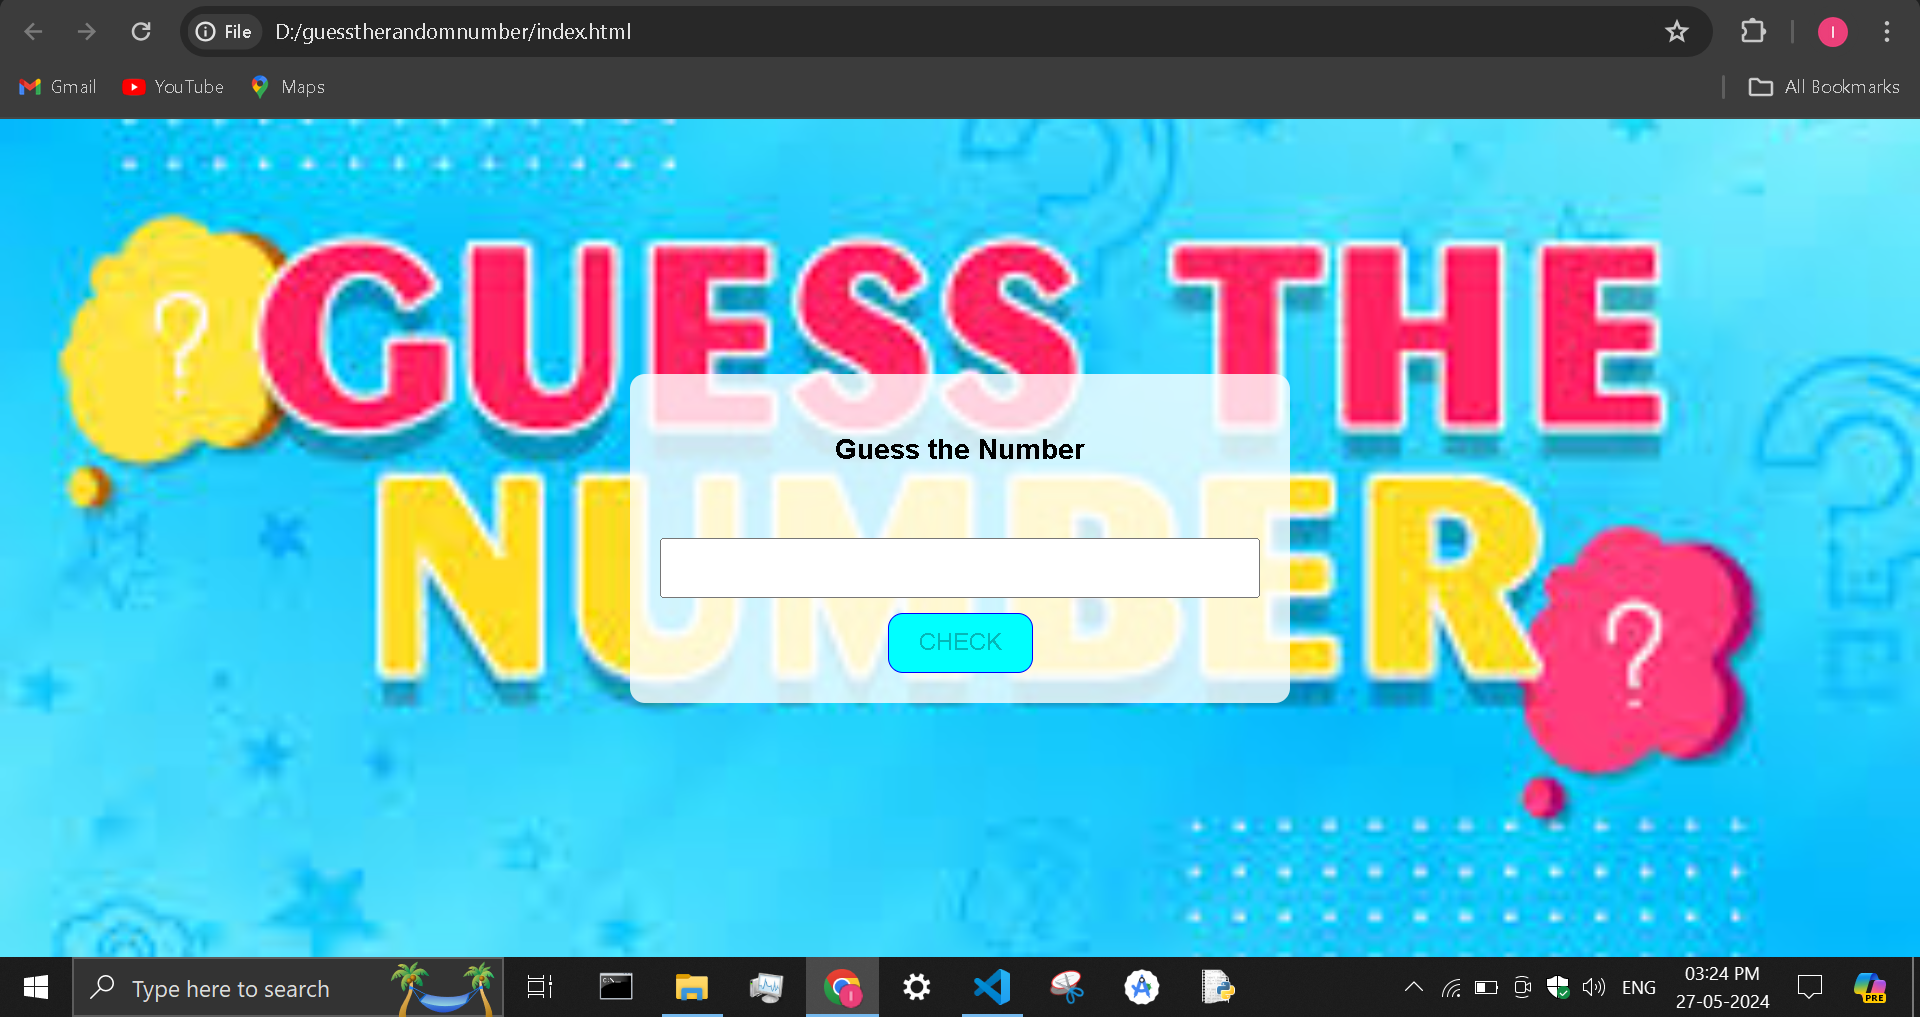 File D:/guesstherandomnumber/index.html I
Gmail YouTube Maps All Bookmarks
? GUESS THE
Guess the Number
NUMBER ?
CHECK
Type here to search
ENG
03:24 PM
27-05-2024
PRE